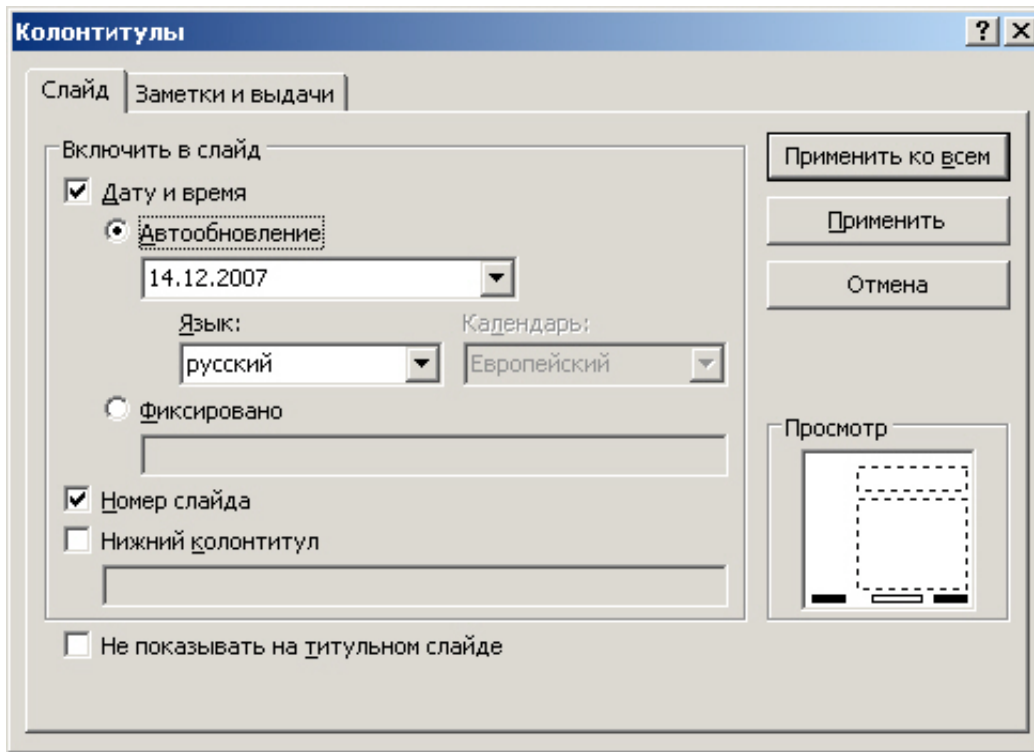 Колонтитулы
Слайд
Заметки и выдачи
Включить в слайд
Дату и время
Автообновление
14.12.2007
Язык:
Календарь:
русский
Европейский
Фиксировано
Номер слайда
Нижний колонтитул
Не показывать на титульном слайде
Применить ко всем
Применить
Отмена
Просмотр